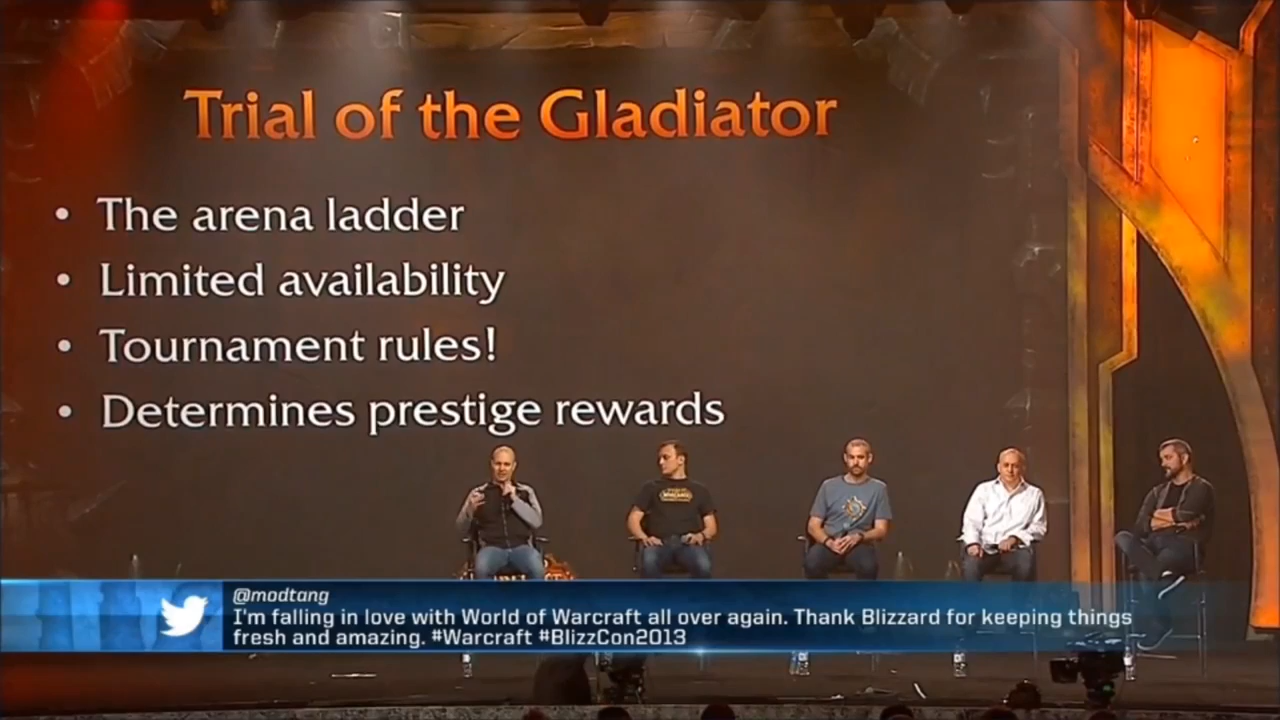 Trial of the Gladiator
• The arena ladder
• Limited availability
• Tournament rules!
• Determines prestige rewards
WARCRAFT
@modtang
I'm falling in love with World of Warcraft all over again. Thank Blizzard for keeping things
fresh and amazing. #Warcraft #BlizzCon2013